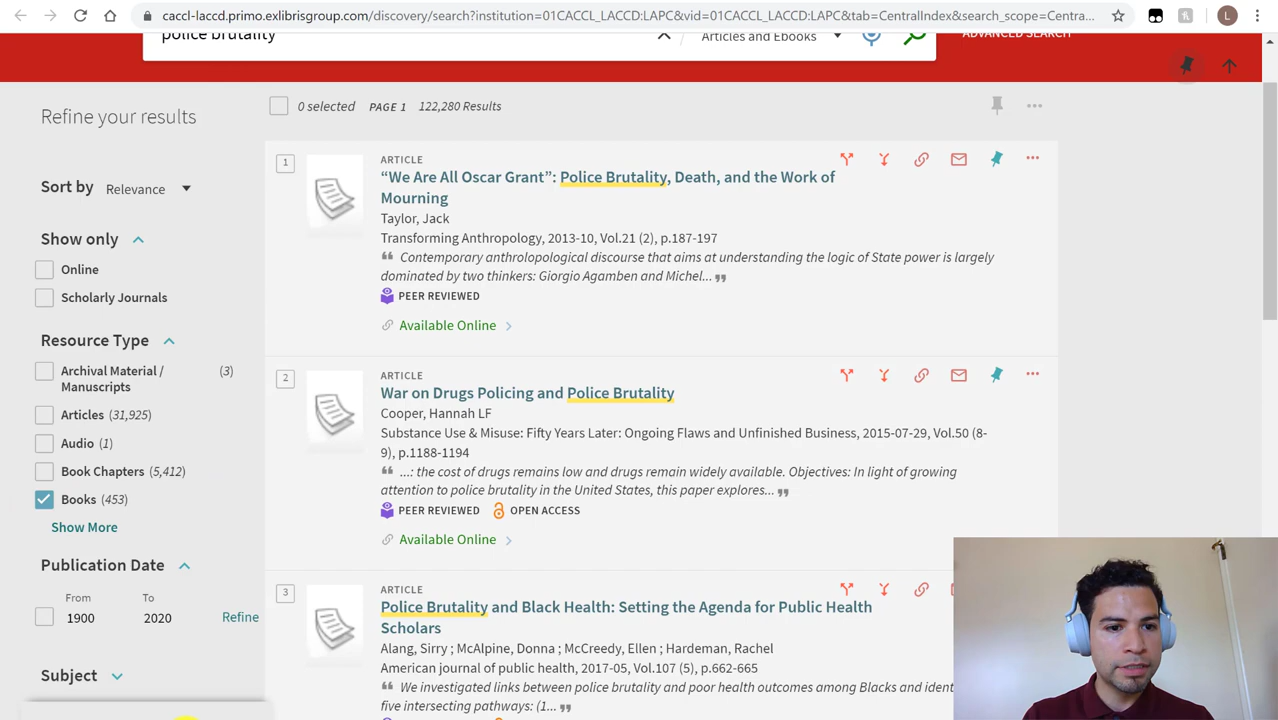 caccl-laccd.primo.exlibrisgroup.com/discovery/search?institution=01CACCL_LACCD:LAPC&vid=01CACCL_LACCD:LAPC&tab=CentralIndex&search_scope=Centra...
L
police brutality
Articles and Ebooks
ADVANCED SEARCH
Refine your results
0 selected PAGE 1 122,280 Results
Sort by Relevance
Show only
Online
Scholarly Journals
Resource Type
Archival Material / (3)
Manuscripts
Articles (31,925)
Audio (1)
Book Chapters (5,412)
Books (453)
Show More
Publication Date
From To
1900 2020 Refine
Subject
1
ARTICLE
“We Are All Oscar Grant”: Police Brutality, Death, and the Work of
Mourning
Taylor, Jack
Transforming Anthropology, 2013-10, Vol.21 (2), p.187-197
Contemporary anthrolopological discourse that aims at understanding the logic of State power is largely
dominated by two thinkers: Giorgio Agamben and Michel...
PEER REVIEWED
Available Online
2
ARTICLE
War on Drugs Policing and Police Brutality
Cooper, Hannah LF
Substance Use & Misuse: Fifty Years Later: Ongoing Flaws and Unfinished Business, 2015-07-29, Vol.50 (8-
9), p.1188-1194
...: the cost of drugs remains low and drugs remain widely available. Objectives: In light of growing
attention to police brutality in the United States, this paper explores...
PEER REVIEWED OPEN ACCESS
Available Online
3
ARTICLE
Police Brutality and Black Health: Setting the Agenda for Public Health
Scholars
Alang, Sirry ; McAlpine, Donna ; McCreedy, Ellen ; Hardeman, Rachel
American journal of public health, 2017-05, Vol.107 (5), p.662-665
We investigated links between police brutality and poor health outcomes among Blacks and ident
five intersecting pathways: (1...